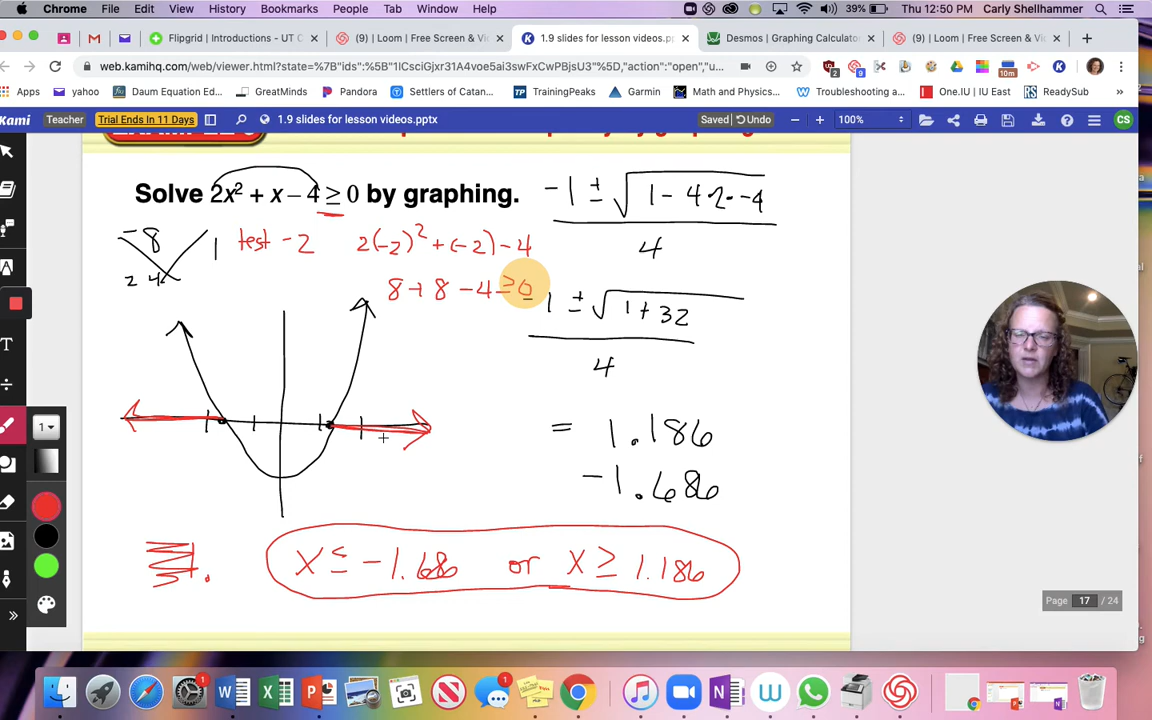 Chrome File Edit View History Bookmarks People Tab Window Help 39% Thu 12:50 PM Carly Shellhammer
Flipgrid | Introductions - UT C × (9) | Loom | Free Screen & Vi × 1.9 slides for lesson videos.pp × Desmos | Graphing Calculator × (9) | Loom | Free Screen & Vi × +
web.kamihq.com/web/viewer.html?state=%7B"ids"%3A%5B"1CsciGjxr31A4voe5ai3swFxCwPBjsU3"%5D,"action":"open","u...
Apps yahoo Daum Equation Ed... GreatMinds Pandora Settlers of Catan... TrainingPeaks Garmin Math and Physics... Troubleshooting a... One.IU | IU East ReadySub
Kami Teacher Trial Ends In 11 Days 1.9 slides for lesson videos.pptx Saved Undo 100% CS
Solve 2x² + x – 4 ≥ 0 by graphing.
-1 ± √1 - 4·2·-4
4
-8
1
2 4
test -2 2(-2)² + (-2) - 4
8 + 8 - 4 ≥ 0
-1 ± √1 + 32
4
= 1.186
-1.686
X ≤ -1.686 or X ≥ 1.186
Page 17 / 24